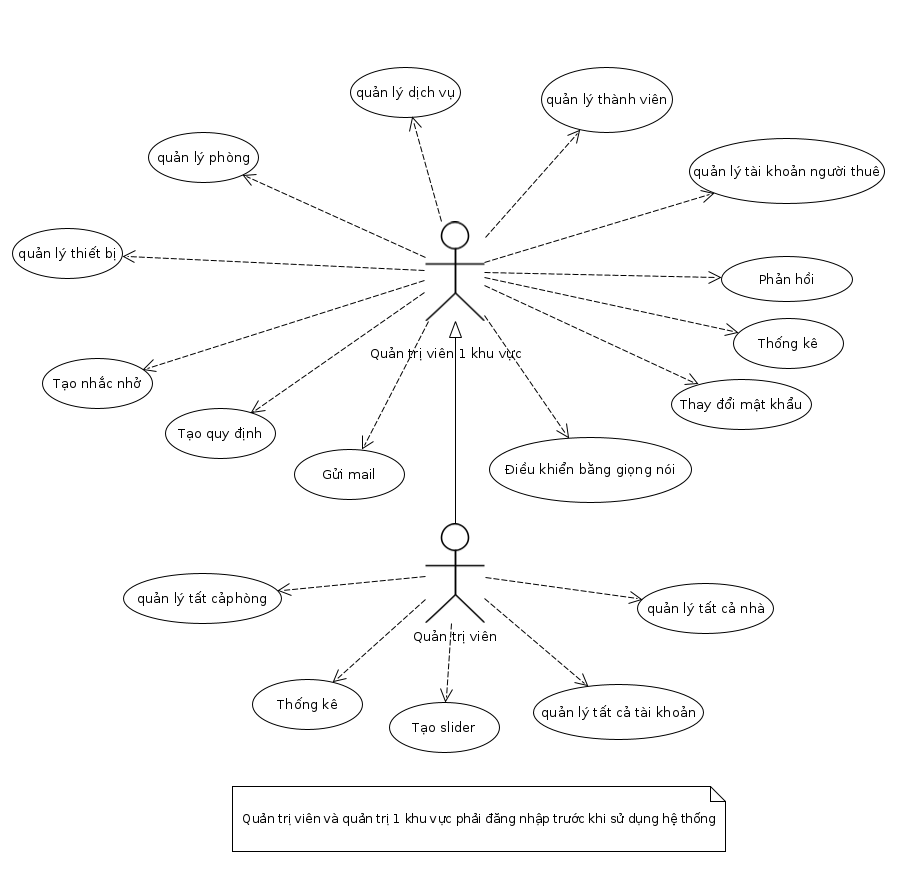 quản lý dịch vụ
quản lý thành viên
quản lý phòng
quản lý tài khoản người thuê
quản lý thiết bị
Phản hồi
Thống kê
Quản trị viên 1 khu vực
Tạo nhắc nhở
Thay đổi mật khẩu
Tạo quy định
Gửi mail
Điều khiển bằng giọng nói
quản lý tất cảphòng
quản lý tất cả nhà
Quản trị viên
Thống kê
quản lý tất cả tài khoản
Tạo slider
Quản trị viên và quản trị 1 khu vực phải đăng nhập trước khi sử dụng hệ thống